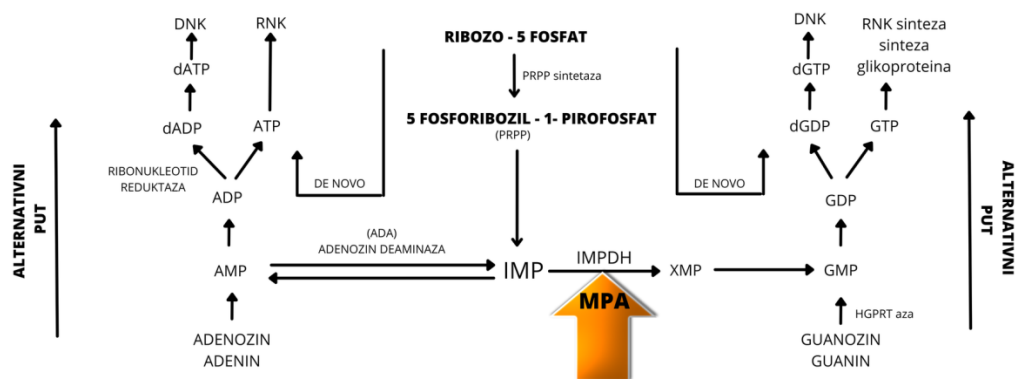 DNK
RNK
dATP
dADP
ATP
RIBONUKLEOTID
REDUKTAZA
ADP
AMP
ADENOZIN
ADENIN
ALTERNATIVNI
PUT
DE NOVO
(ADA)
ADENOZIN DEAMINAZA
RIBOZO - 5 FOSFAT
PRPP sintetaza
5 FOSFORIBOZIL - 1- PIROFOSFAT
(PRPP)
IMP
IMPDH
MPA
XMP
DE NOVO
DNK
RNK sinteza
sinteza
glikoproteina
dGTP
dGDP
GTP
GDP
GMP
HGPRT aza
GUANOZIN
GUANIN
ALTERNATIVNI
PUT